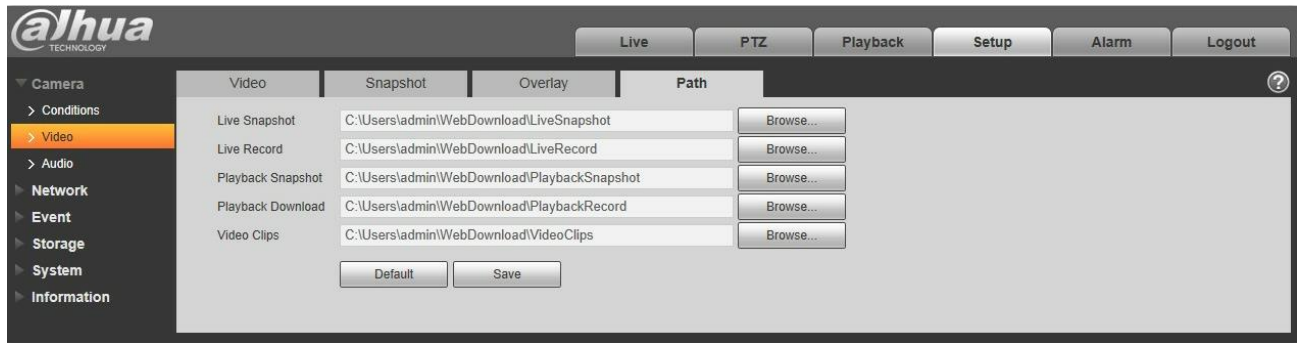 alhua
TECHNOLOGY
Live PTZ Playback Setup Alarm Logout
Camera
Conditions
Video
Audio
Network
Event
Storage
System
Information
Video Snapshot Overlay Path
?
Live Snapshot C:\Users\admin\WebDownload\LiveSnapshot Browse...
Live Record C:\Users\admin\WebDownload\LiveRecord Browse...
Playback Snapshot C:\Users\admin\WebDownload\PlaybackSnapshot Browse...
Playback Download C:\Users\admin\WebDownload\PlaybackRecord Browse...
Video Clips C:\Users\admin\WebDownload\VideoClips Browse...
Default Save